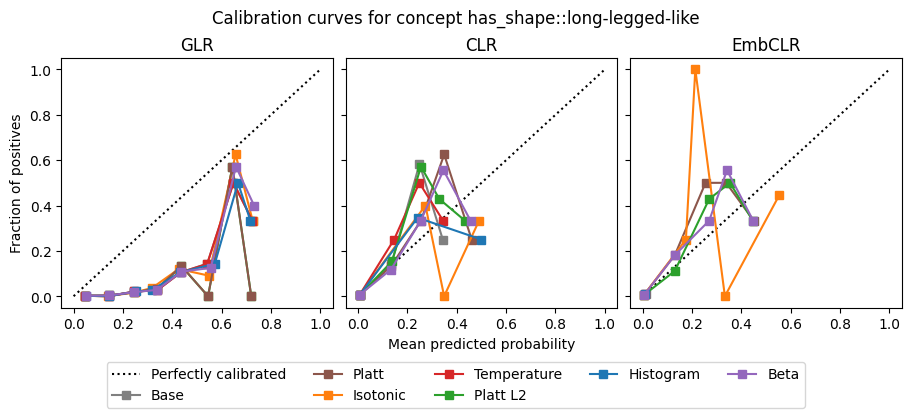 Calibration curves for concept has_shape::long-legged-like
GLR
CLR
EmbCLR
Fraction of positives
1.0
0.8
0.6
0.4
0.2
0.0
0.0 0.2 0.4 0.6 0.8 1.0
0.0 0.2 0.4 0.6 0.8 1.0
0.0 0.2 0.4 0.6 0.8 1.0
Mean predicted probability
Perfectly calibrated Platt Temperature Histogram Beta
Base Isotonic Platt L2